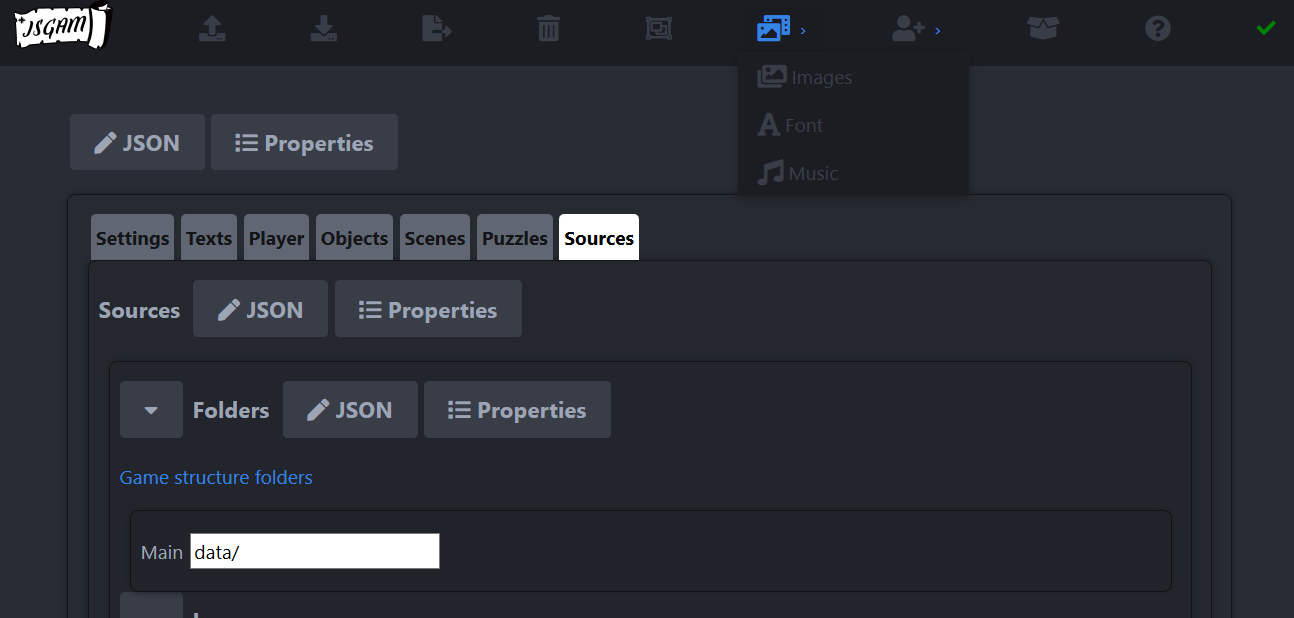 JSGAM
Images
Font
Music
JSON Properties
Settings Texts Player Objects Scenes Puzzles Sources
Sources JSON Properties
Folders JSON Properties
Game structure folders
Main data/